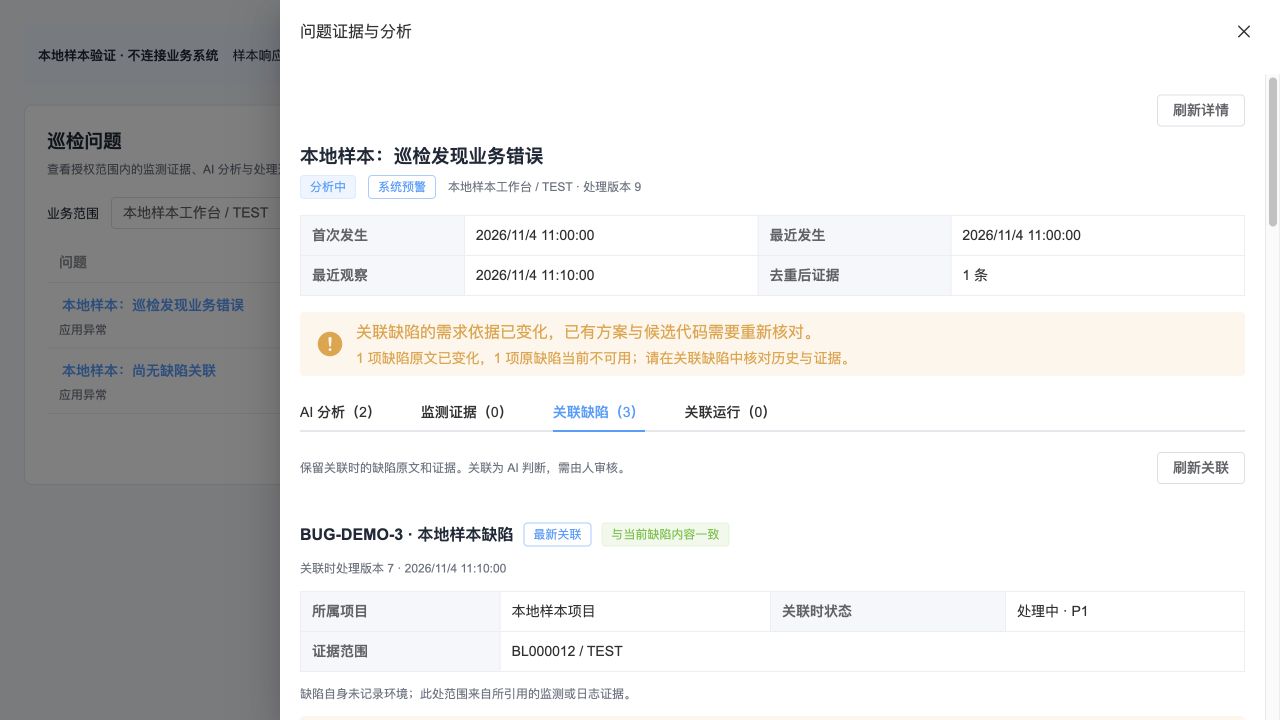 问题证据与分析
本地样本验证 · 不连接业务系统 样本响应
刷新详情
巡检问题
查看授权范围内的监测证据、AI 分析与处理
业务范围 本地样本工作台 / TEST
问题
本地样本：巡检发现业务错误
应用异常
本地样本：尚无缺陷关联
应用异常
本地样本：巡检发现业务错误
分析中 系统预警 本地样本工作台 / TEST · 处理版本 9
首次发生 2026/11/4 11:00:00 最近发生 2026/11/4 11:00:00
最近观察 2026/11/4 11:10:00 去重后证据 1 条
关联缺陷的需求依据已变化，已有方案与候选代码需要重新核对。
1 项缺陷原文已变化，1 项原缺陷当前不可用；请在关联缺陷中核对历史与证据。
AI 分析（2） 监测证据（0） 关联缺陷（3） 关联运行（0）
保留关联时的缺陷原文和证据。关联为 AI 判断，需由人审核。
刷新关联
BUG-DEMO-3 · 本地样本缺陷 最新关联 与当前缺陷内容一致
关联时处理版本 7 · 2026/11/4 11:10:00
所属项目 本地样本项目 关联时状态 处理中 · P1
证据范围 BL000012 / TEST
缺陷自身未记录环境；此处范围来自所引用的监测或日志证据。